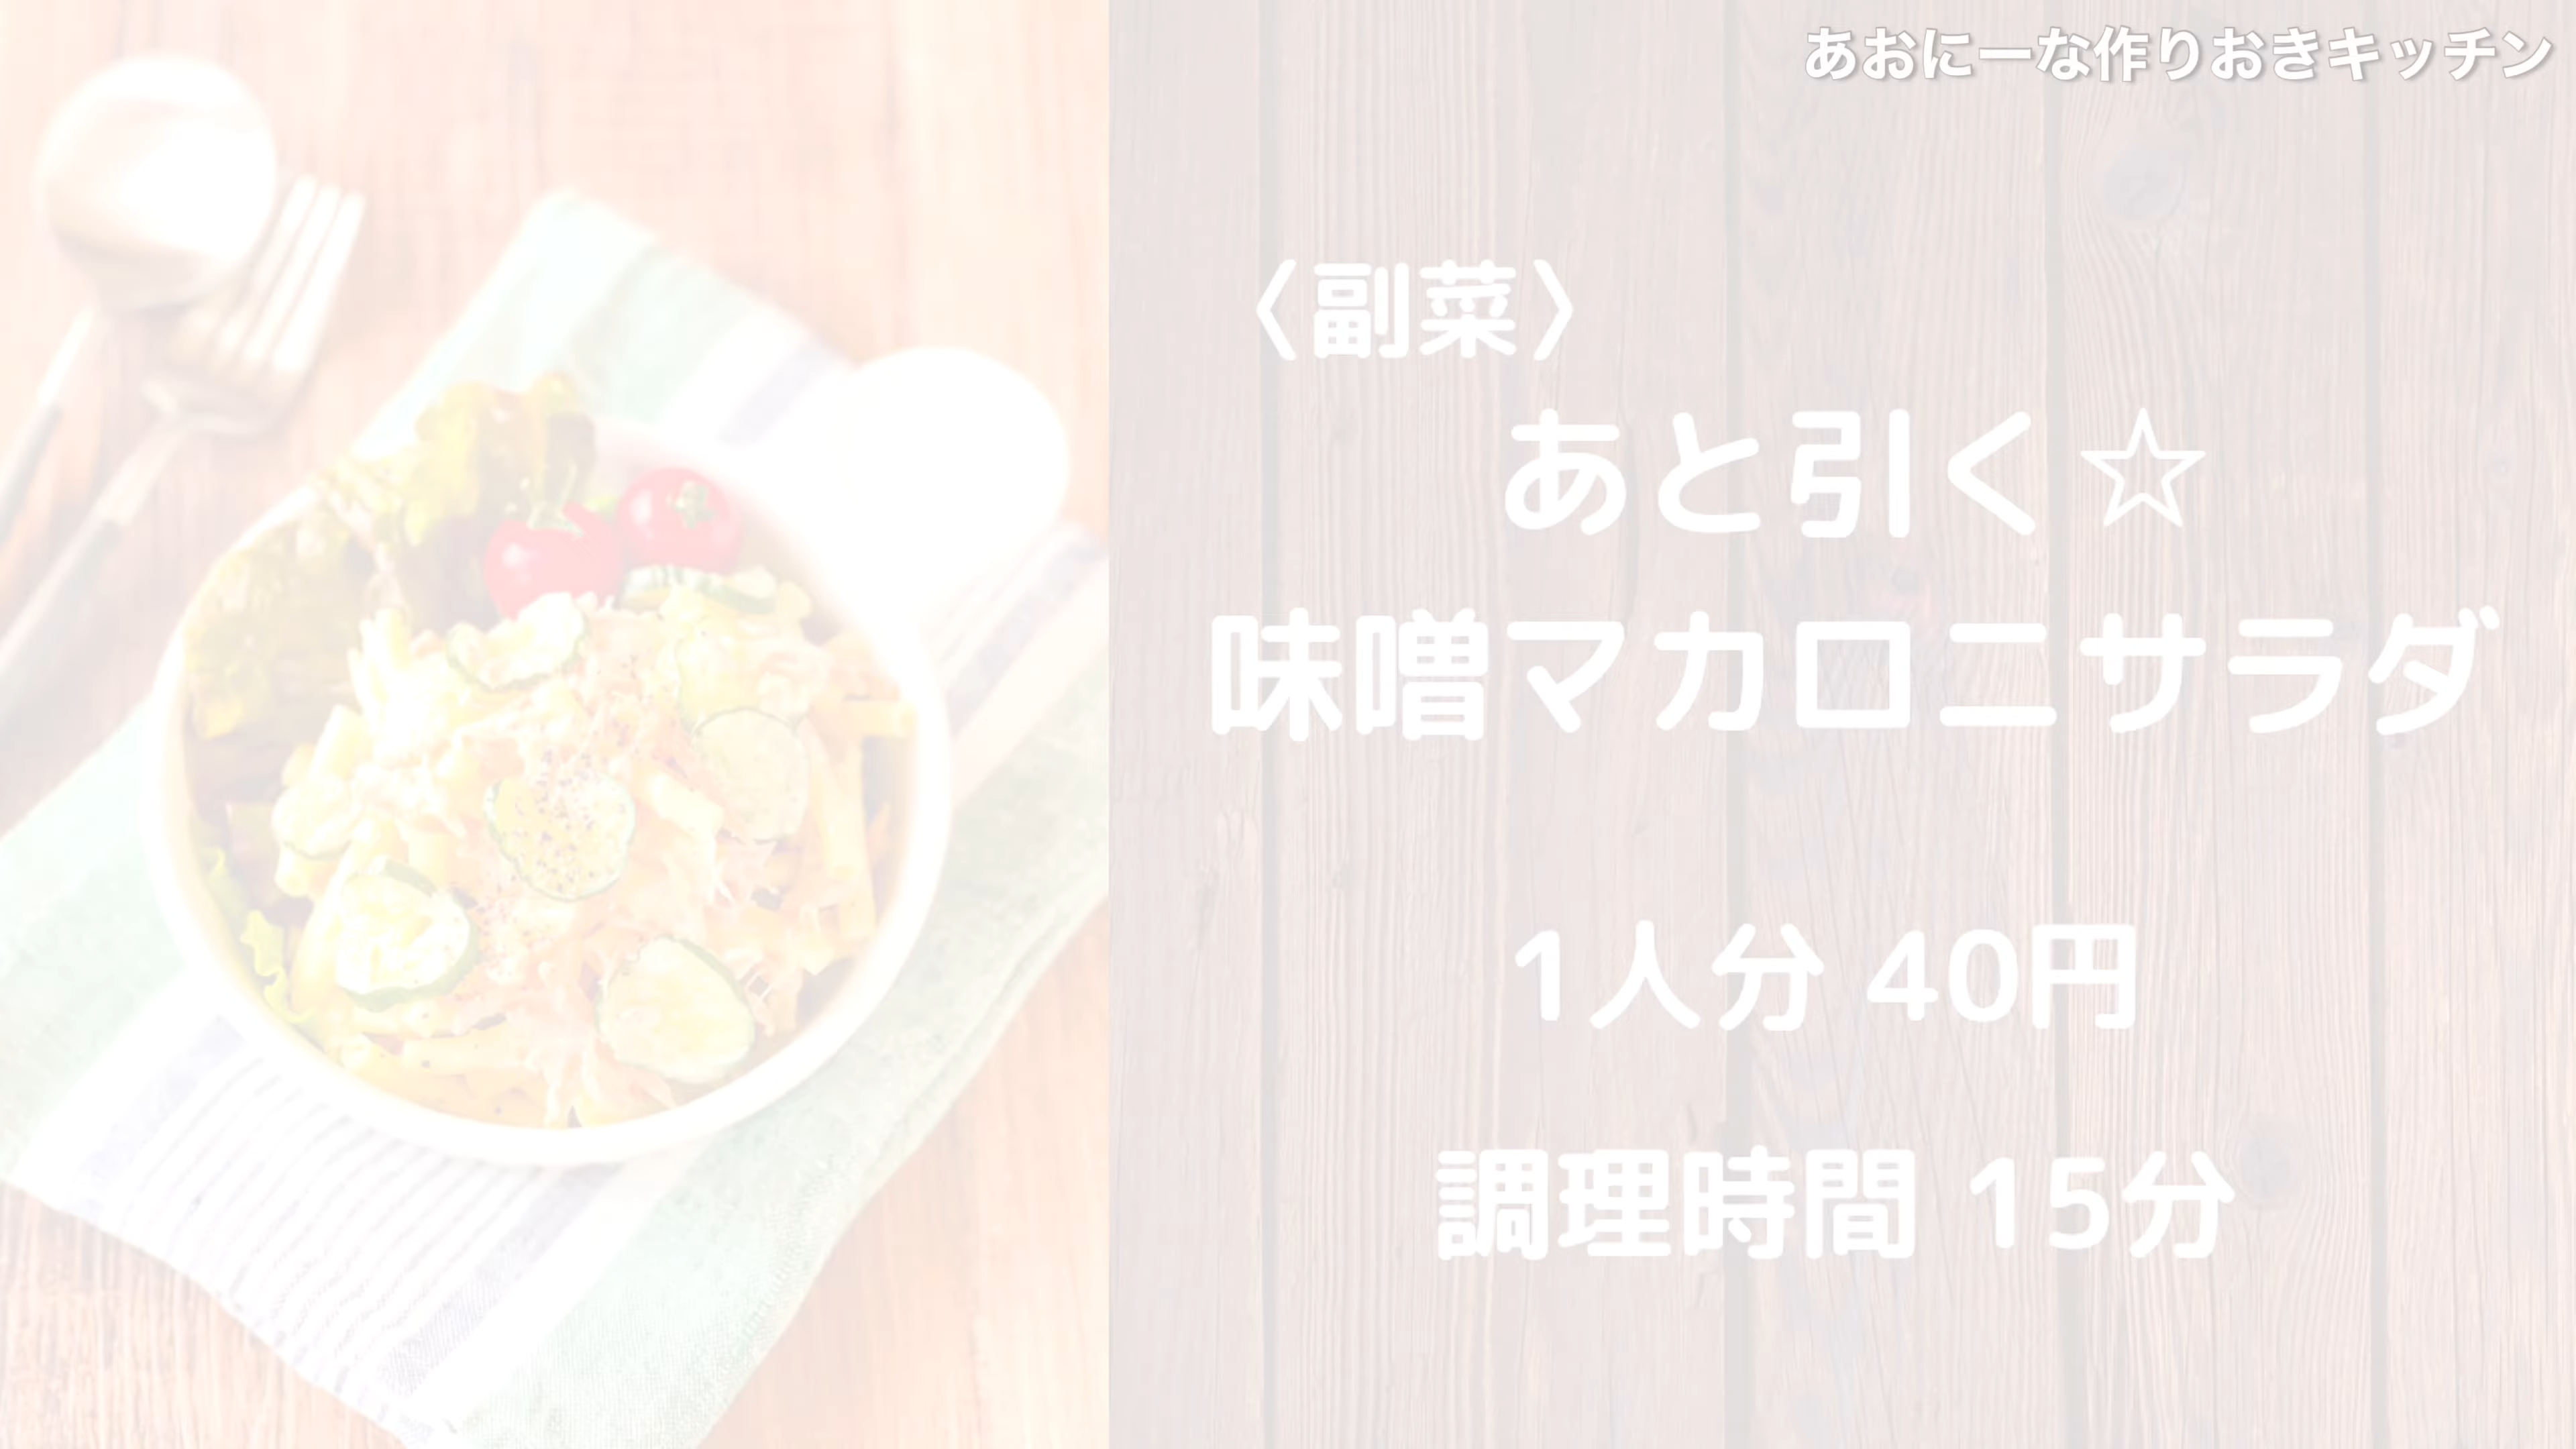 あおにーな作りおきキッチン
〈副菜〉
あと引く☆
味噌マカロニサラダ
1人分 40円
調理時間 15分